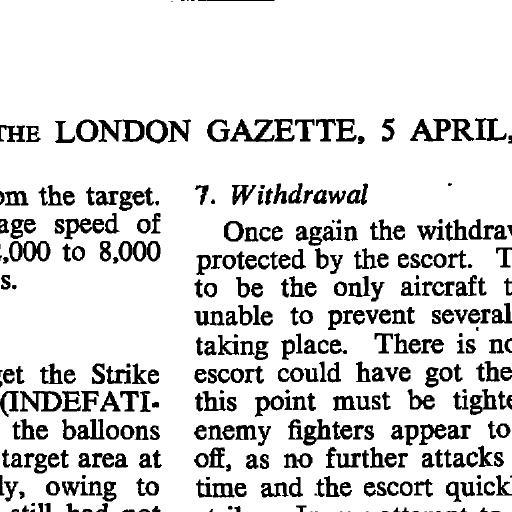 THE LONDON GAZETTE, 5 APRIL,
om the target.
age speed of
,000 to 8,000
s.
get the Strike
(INDEFATI-
the balloons
target area at
ly, owing to
still had not
7. Withdrawal
Once again the withdraw
protected by the escort. T
to be the only aircraft t
unable to prevent several
taking place. There is no
escort could have got the
this point must be tighte
enemy fighters appear to
off, as no further attacks
time and the escort quickl